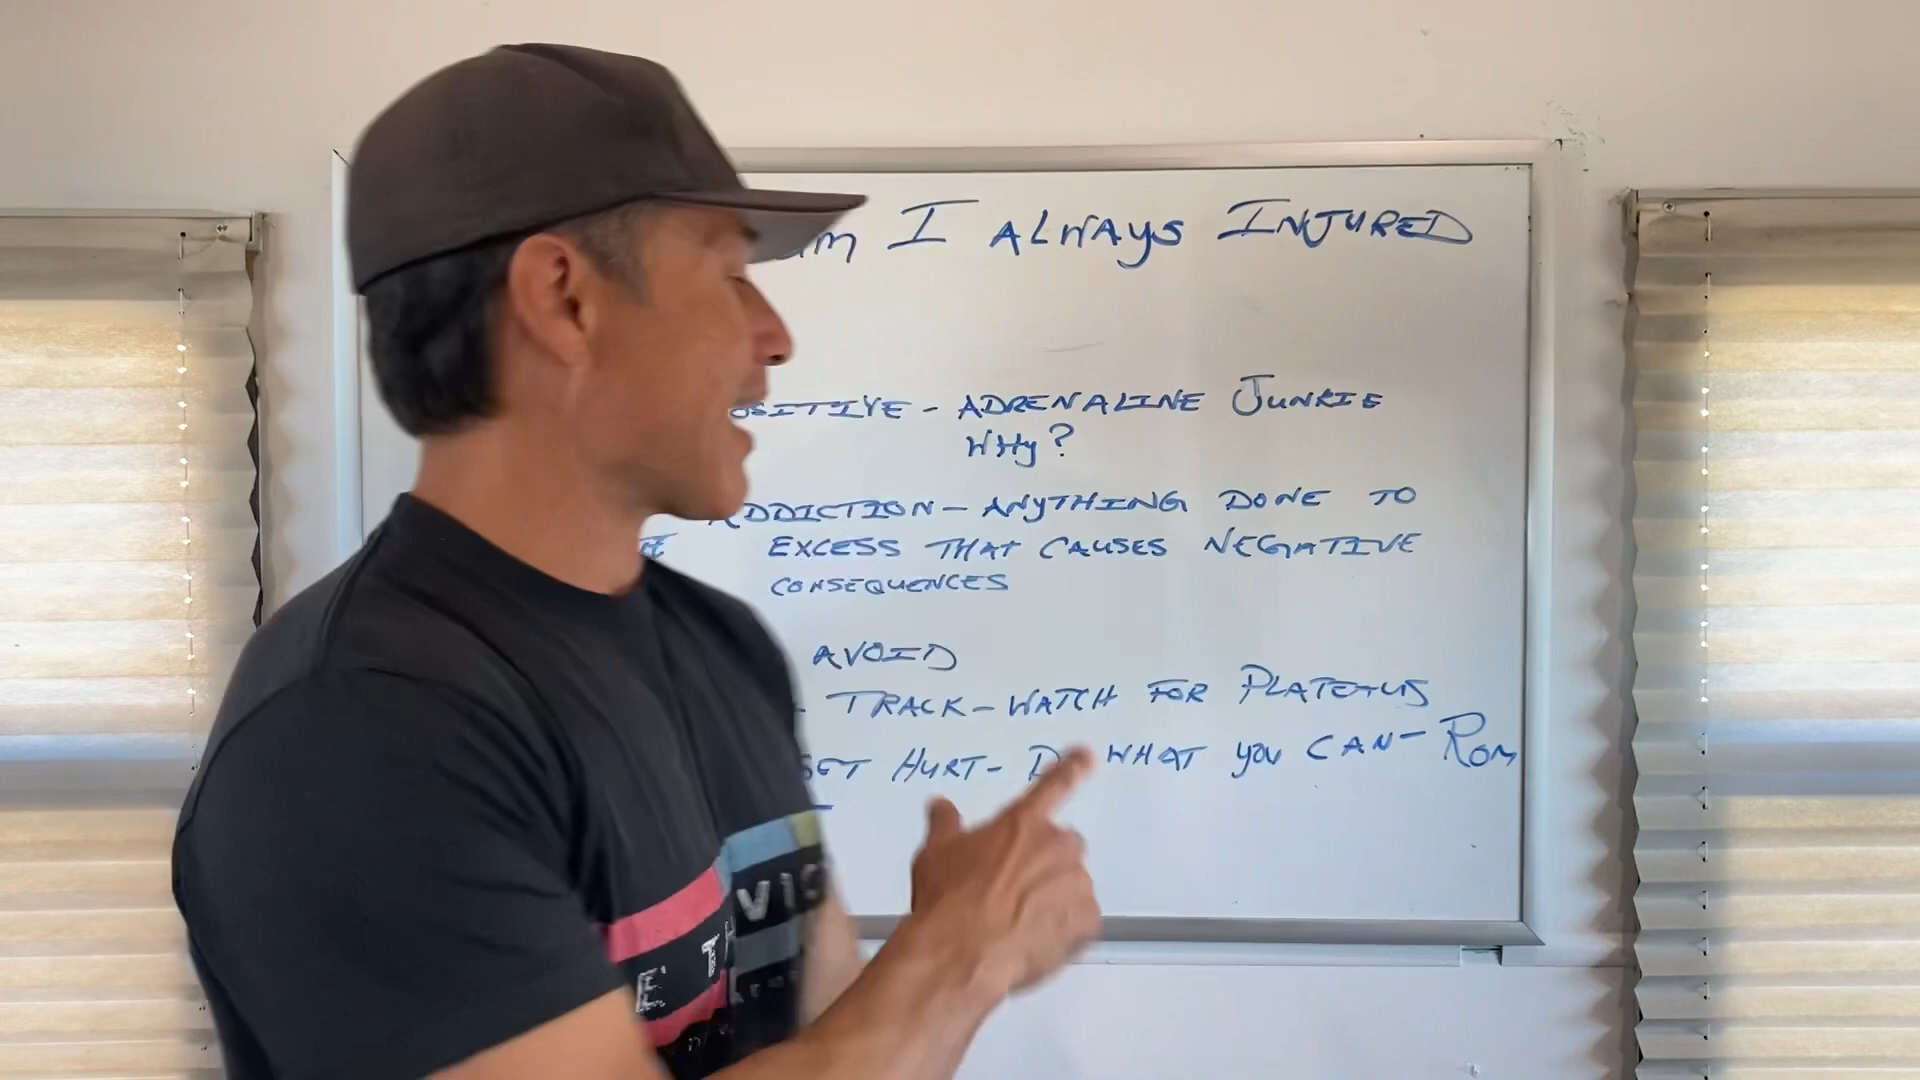 I ALWAYS INJURED
ADRENALINE JUNKIE
WHY?
ADDICTION - ANYTHING DONE TO
EXCESS THAT CAUSES NEGATIVE
CONSEQUENCES
AVOID
- TRACK - WATCH FOR PLATEAUS
HURT - WHAT YOU CAN - ROM